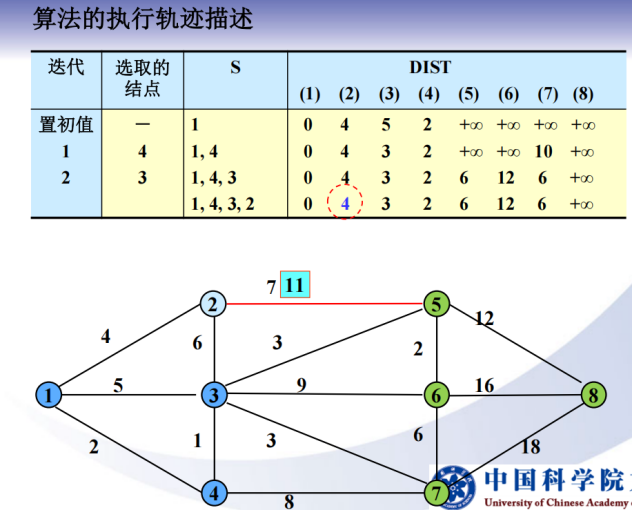 算法的执行轨迹描述
迭代 选取的结点 S DIST
(1) (2) (3) (4) (5) (6) (7) (8)
置初值 — 1 0 4 5 2 +∞ +∞ +∞ +∞
1 4 1, 4 0 4 3 2 +∞ +∞ 10 +∞
2 3 1, 4, 3 0 4 3 2 6 12 6 +∞
1, 4, 3, 2 0 4 3 2 6 12 6 +∞
7 11
2 5
12
4 6 3 2
5 9 16
1 3 6 8
2 1 3 6 18
4 8 7
中国科学院
University of Chinese Academy